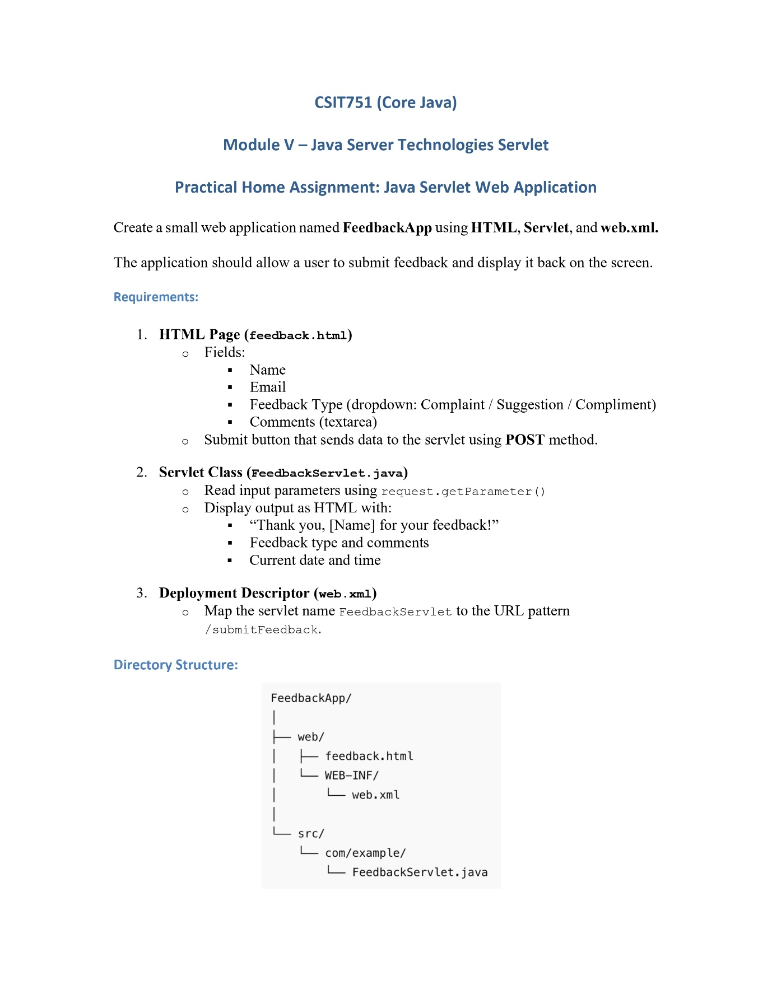 CSIT751 (Core Java)
Module V – Java Server Technologies Servlet
Practical Home Assignment: Java Servlet Web Application
Create a small web application named FeedbackApp using HTML, Servlet, and web.xml.
The application should allow a user to submit feedback and display it back on the screen.
Requirements:
1. HTML Page (feedback.html)
o Fields:
▪ Name
▪ Email
▪ Feedback Type (dropdown: Complaint / Suggestion / Compliment)
▪ Comments (textarea)
o Submit button that sends data to the servlet using POST method.
2. Servlet Class (FeedbackServlet.java)
o Read input parameters using request.getParameter()
o Display output as HTML with:
▪ “Thank you, [Name] for your feedback!”
▪ Feedback type and comments
▪ Current date and time
3. Deployment Descriptor (web.xml)
o Map the servlet name FeedbackServlet to the URL pattern
/submitFeedback.
Directory Structure:
FeedbackApp/
│
├── web/
│   ├── feedback.html
│   └── WEB-INF/
│       └── web.xml
│
└── src/
    └── com/example/
        └── FeedbackServlet.java